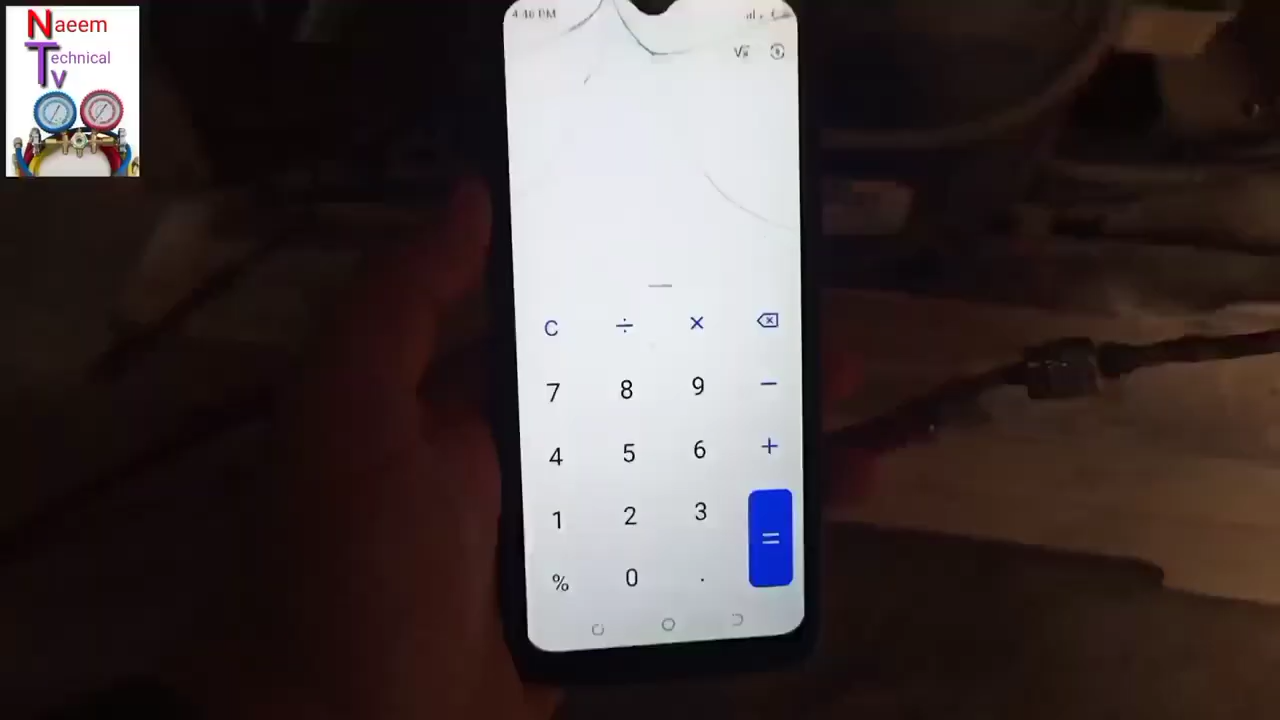 Naeem
Technical
Tv
4:46 PM
C ÷ ×
7 8 9 −
4 5 6 +
1 2 3
% 0 . =